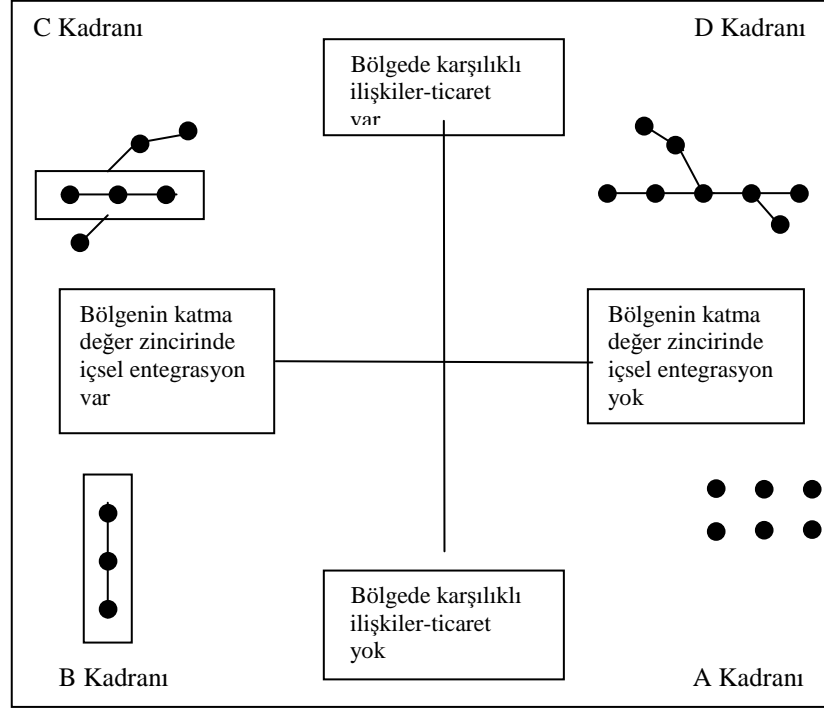 C Kadranı
D Kadranı
Bölgede karşılıklı
ilişkiler-ticaret
var
Bölgenin katma
değer zincirinde
içsel entegrasyon
var
Bölgenin katma
değer zincirinde
içsel entegrasyon
yok
Bölgede karşılıklı
ilişkiler-ticaret
yok
B Kadranı
A Kadranı